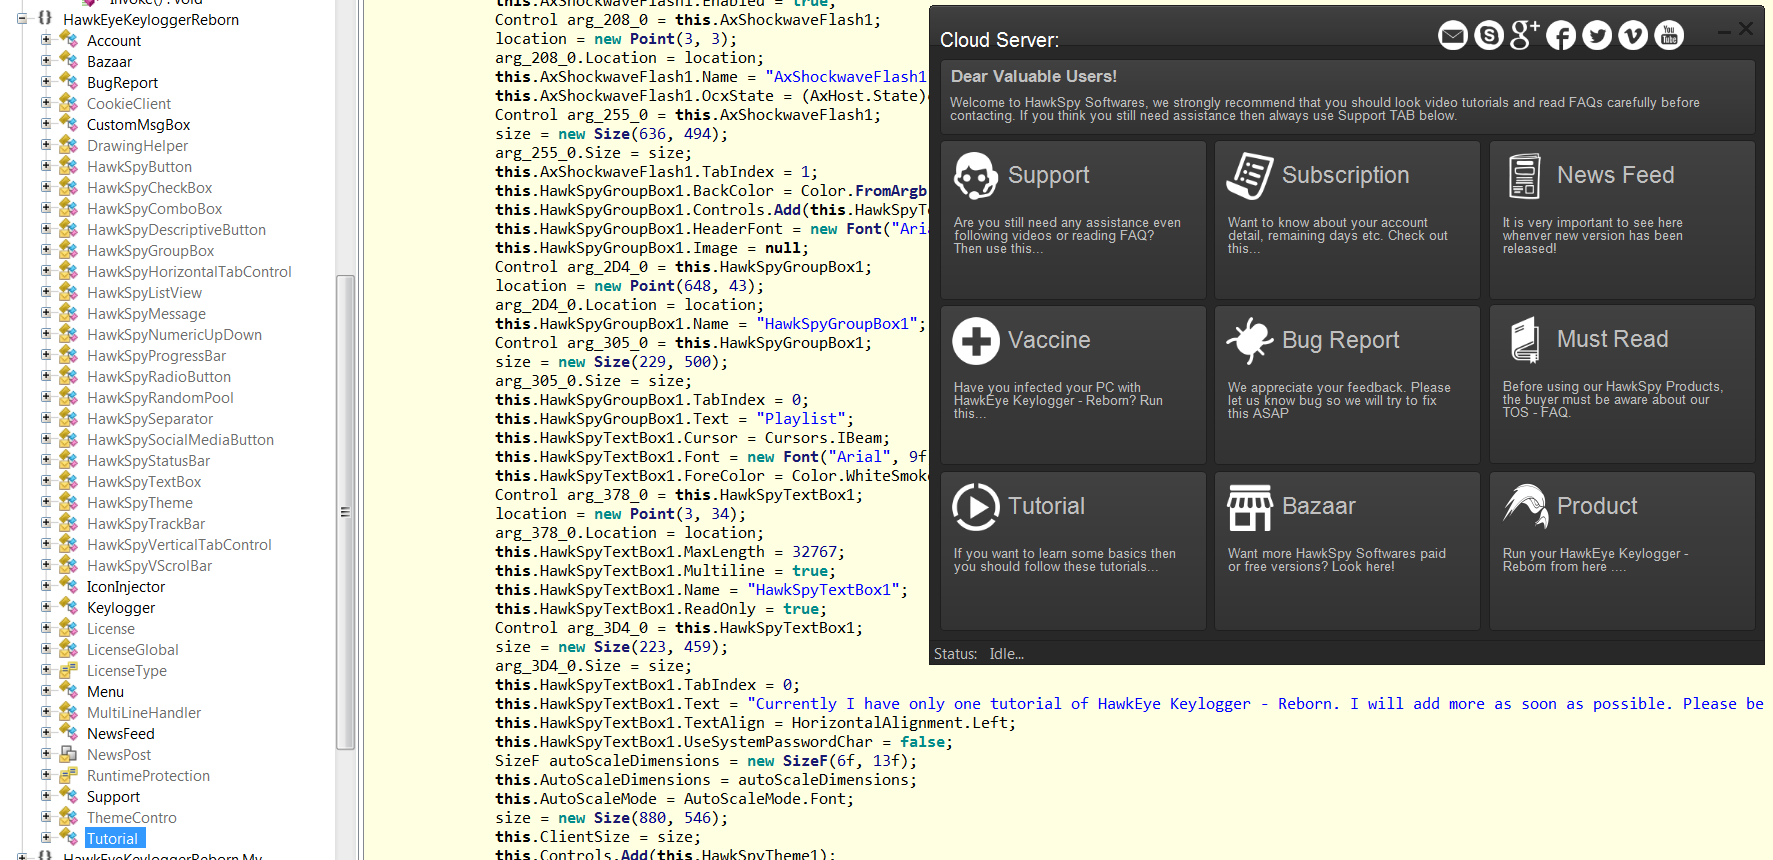 Invoke() : void
HawkEyeKeyloggerReborn
Account
Bazaar
BugReport
CookieClient
CustomMsgBox
DrawingHelper
HawkSpyButton
HawkSpyCheckBox
HawkSpyComboBox
HawkSpyDescriptiveButton
HawkSpyGroupBox
HawkSpyHorizontalTabControl
HawkSpyListView
HawkSpyMessage
HawkSpyNumericUpDown
HawkSpyProgressBar
HawkSpyRadioButton
HawkSpyRandomPool
HawkSpySeparator
HawkSpySocialMediaButton
HawkSpyStatusBar
HawkSpyTextBox
HawkSpyTheme
HawkSpyTrackBar
HawkSpyVerticalTabControl
HawkSpyVScrolBar
IconInjector
Keylogger
License
LicenseGlobal
LicenseType
Menu
MultiLineHandler
NewsFeed
NewsPost
RuntimeProtection
Support
ThemeContro
Tutorial
HawkEyeKeyloggerReborn.My
this.AxShockwaveFlash1.Enabled = true;
Control arg_208_0 = this.AxShockwaveFlash1;
location = new Point(3, 3);
arg_208_0.Location = location;
this.AxShockwaveFlash1.Name = "AxShockwaveFlash1
this.AxShockwaveFlash1.OcxState = (AxHost.State)
Control arg_255_0 = this.AxShockwaveFlash1;
size = new Size(636, 494);
arg_255_0.Size = size;
this.AxShockwaveFlash1.TabIndex = 1;
this.HawkSpyGroupBox1.BackColor = Color.FromArgb
this.HawkSpyGroupBox1.Controls.Add(this.HawkSpyT
this.HawkSpyGroupBox1.HeaderFont = new Font("Aria
this.HawkSpyGroupBox1.Image = null;
Control arg_2D4_0 = this.HawkSpyGroupBox1;
location = new Point(648, 43);
arg_2D4_0.Location = location;
this.HawkSpyGroupBox1.Name = "HawkSpyGroupBox1";
Control arg_305_0 = this.HawkSpyGroupBox1;
size = new Size(229, 500);
arg_305_0.Size = size;
this.HawkSpyGroupBox1.TabIndex = 0;
this.HawkSpyGroupBox1.Text = "Playlist";
this.HawkSpyTextBox1.Cursor = Cursors.IBeam;
this.HawkSpyTextBox1.Font = new Font("Arial", 9f
this.HawkSpyTextBox1.ForeColor = Color.WhiteSmoke
Control arg_378_0 = this.HawkSpyTextBox1;
location = new Point(3, 34);
arg_378_0.Location = location;
this.HawkSpyTextBox1.MaxLength = 32767;
this.HawkSpyTextBox1.Multiline = true;
this.HawkSpyTextBox1.Name = "HawkSpyTextBox1";
this.HawkSpyTextBox1.ReadOnly = true;
Control arg_3D4_0 = this.HawkSpyTextBox1;
size = new Size(223, 459);
arg_3D4_0.Size = size;
this.HawkSpyTextBox1.TabIndex = 0;
this.HawkSpyTextBox1.Text = "Currently I have only one tutorial of HawkEye Keylogger - Reborn. I will add more as soon as possible. Please be
this.HawkSpyTextBox1.TextAlign = HorizontalAlignment.Left;
this.HawkSpyTextBox1.UseSystemPasswordChar = false;
SizeF autoScaleDimensions = new SizeF(6f, 13f);
this.AutoScaleDimensions = autoScaleDimensions;
this.AutoScaleMode = AutoScaleMode.Font;
size = new Size(880, 546);
this.ClientSize = size;
this.Controls.Add(this.HawkSpyTheme1);
Cloud Server:
g+
You
Tube
Dear Valuable Users!
Welcome to HawkSpy Softwares, we strongly recommend that you should look video tutorials and read FAQs carefully before
contacting. If you think you still need assistance then always use Support TAB below.
Support
Are you still need any assistance even
following videos or reading FAQ?
Then use this...
Subscription
Want to know about your account
detail, remaining days etc. Check out
this...
News Feed
It is very important to see here
whenver new version has been
released!
Vaccine
Have you infected your PC with
HawkEye Keylogger - Reborn? Run
this...
Bug Report
We appreciate your feedback. Please
let us know bug so we will try to fix
this ASAP
Must Read
Before using our HawkSpy Products,
the buyer must be aware about our
TOS - FAQ.
Tutorial
If you want to learn some basics then
you should follow these tutorials...
Bazaar
Want more HawkSpy Softwares paid
or free versions? Look here!
Product
Run your HawkEye Keylogger -
Reborn from here ....
Status: Idle...